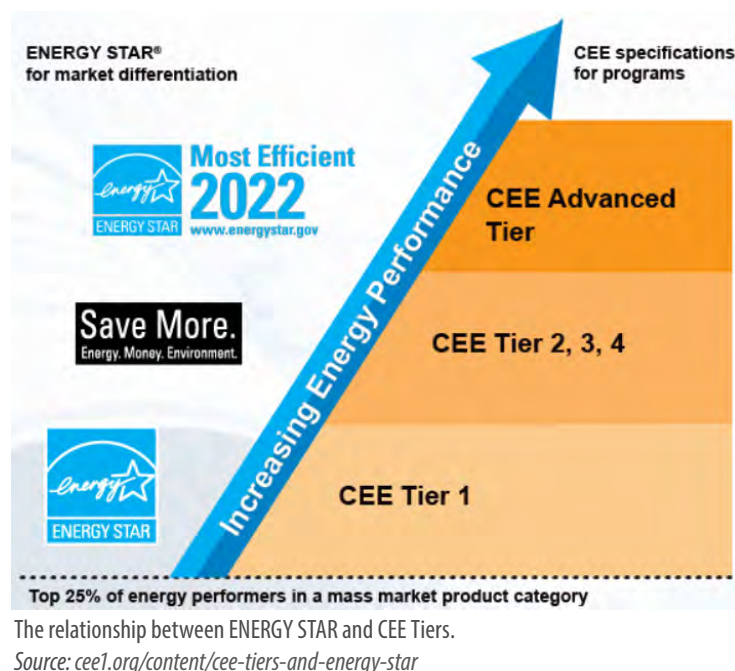 ENERGY STAR®
for market differentiation
CEE specifications
for programs
energy
ENERGY STAR
Most Efficient
2022
www.energystar.gov
CEE Advanced
Tier
Increasing Energy Performance
Save More.
Energy. Money. Environment.
CEE Tier 2, 3, 4
energy
ENERGY STAR
CEE Tier 1
Top 25% of energy performers in a mass market product category
The relationship between ENERGY STAR and CEE Tiers.
Source: cee1.org/content/cee-tiers-and-energy-star